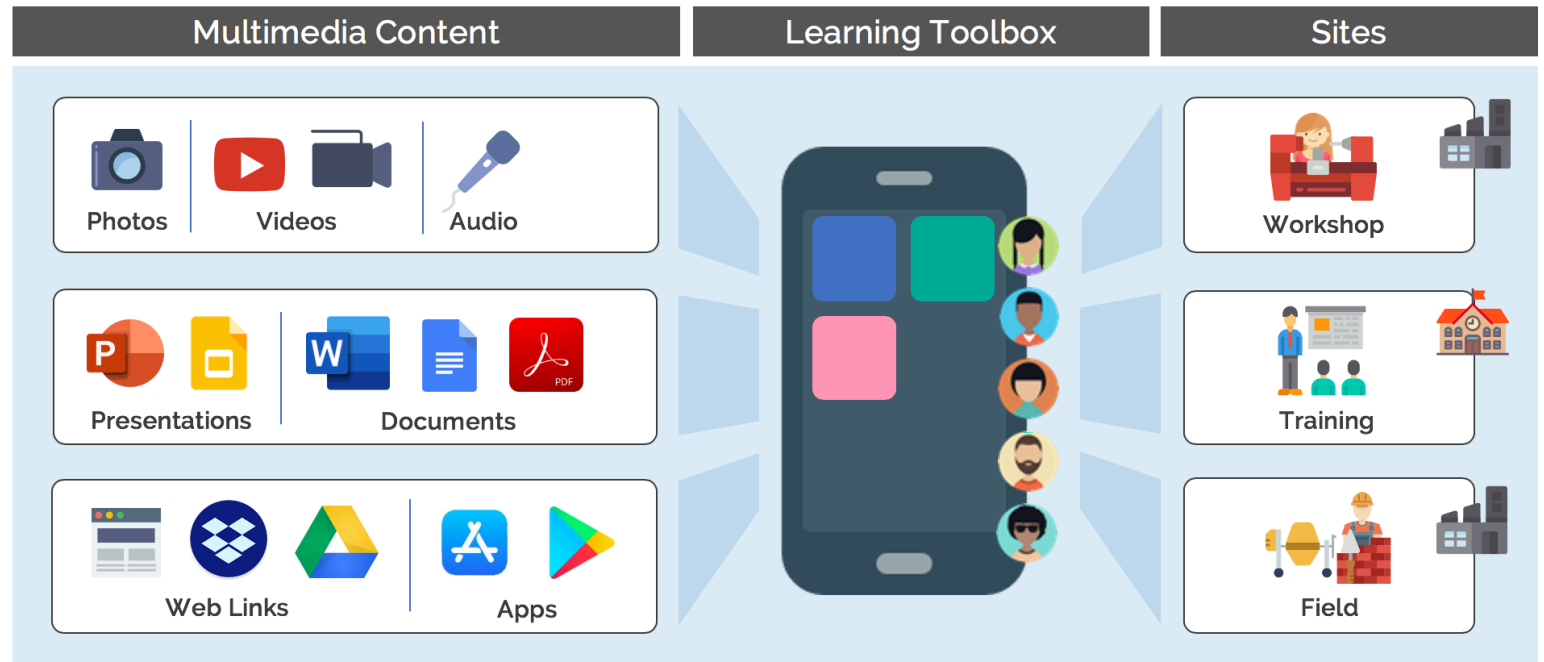 Multimedia Content
Learning Toolbox
Sites
Photos
Videos
Audio
P
W
PDF
Presentations
Documents
Web Links
Apps
Workshop
Training
Field